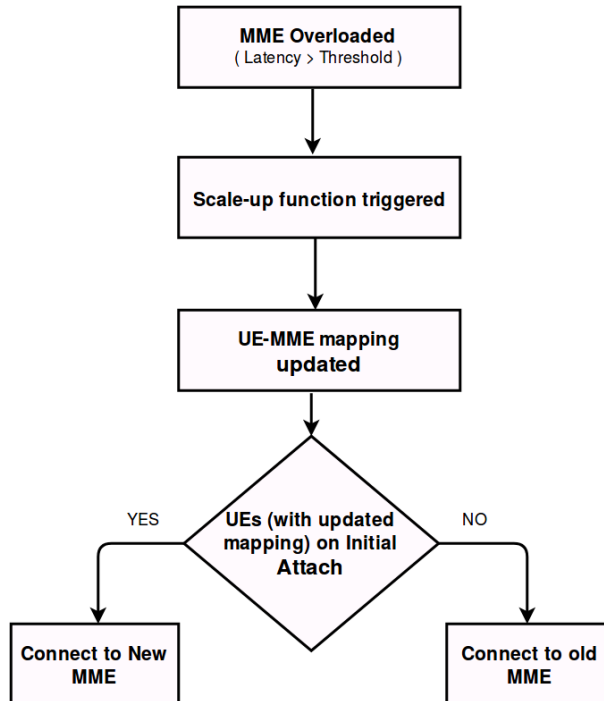 MME Overloaded
( Latency > Threshold )
Scale-up function triggered
UE-MME mapping
updated
UEs (with updated
mapping) on Initial
Attach
YES
NO
Connect to New
MME
Connect to old
MME